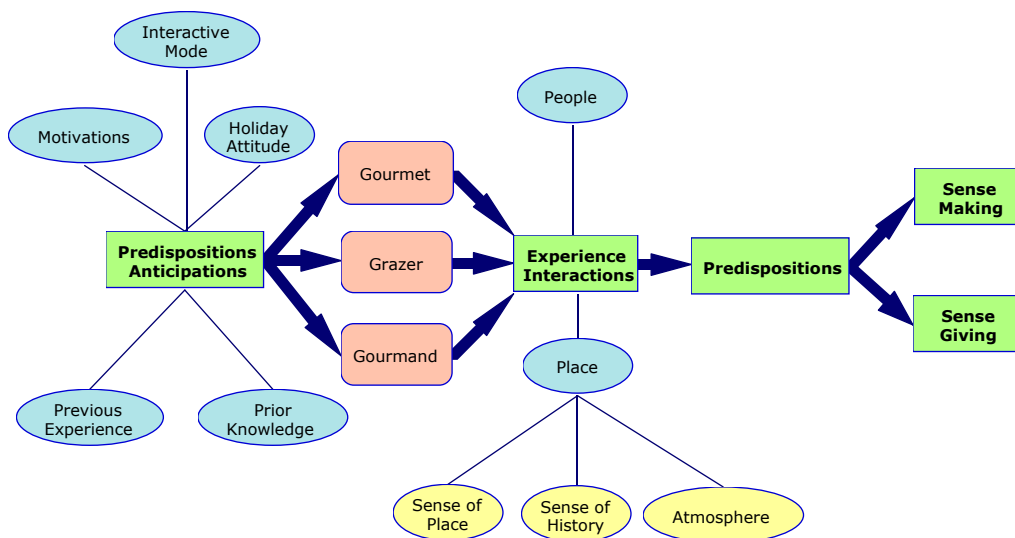 Interactive
Mode
Motivations
Holiday
Attitude
People
Gourmet
Sense
Making
Predispositions
Anticipations
Grazer
Experience
Interactions
Predispositions
Sense
Giving
Gourmand
Place
Previous
Experience
Prior
Knowledge
Sense of
Place
Sense of
History
Atmosphere